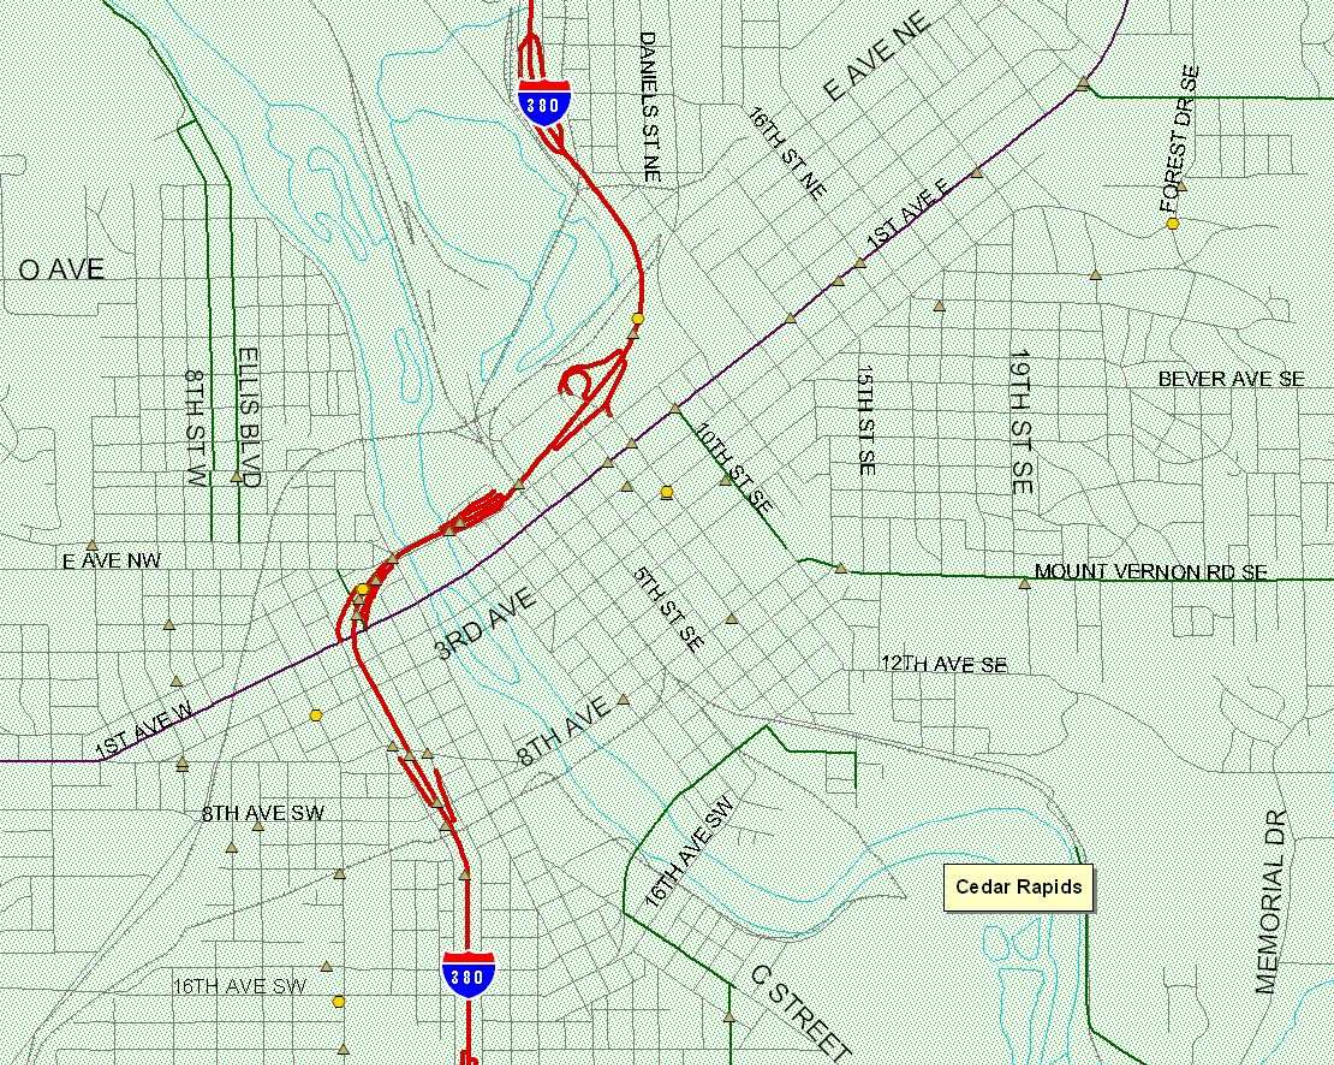 DANIELS ST NE
E AVE NE
380
16TH ST NE
FOREST DR SE
1ST AVE E
O AVE
8TH ST W
ELLIS BLVD
15TH ST SE
19TH ST SE
BEVER AVE SE
10TH ST SE
E AVE NW
5TH ST SE
MOUNT VERNON RD SE
3RD AVE
12TH AVE SE
1ST AVE W
8TH AVE
8TH AVE SW
16TH AVE SW
Cedar Rapids
MEMORIAL DR
380
16TH AVE SW
C STREET